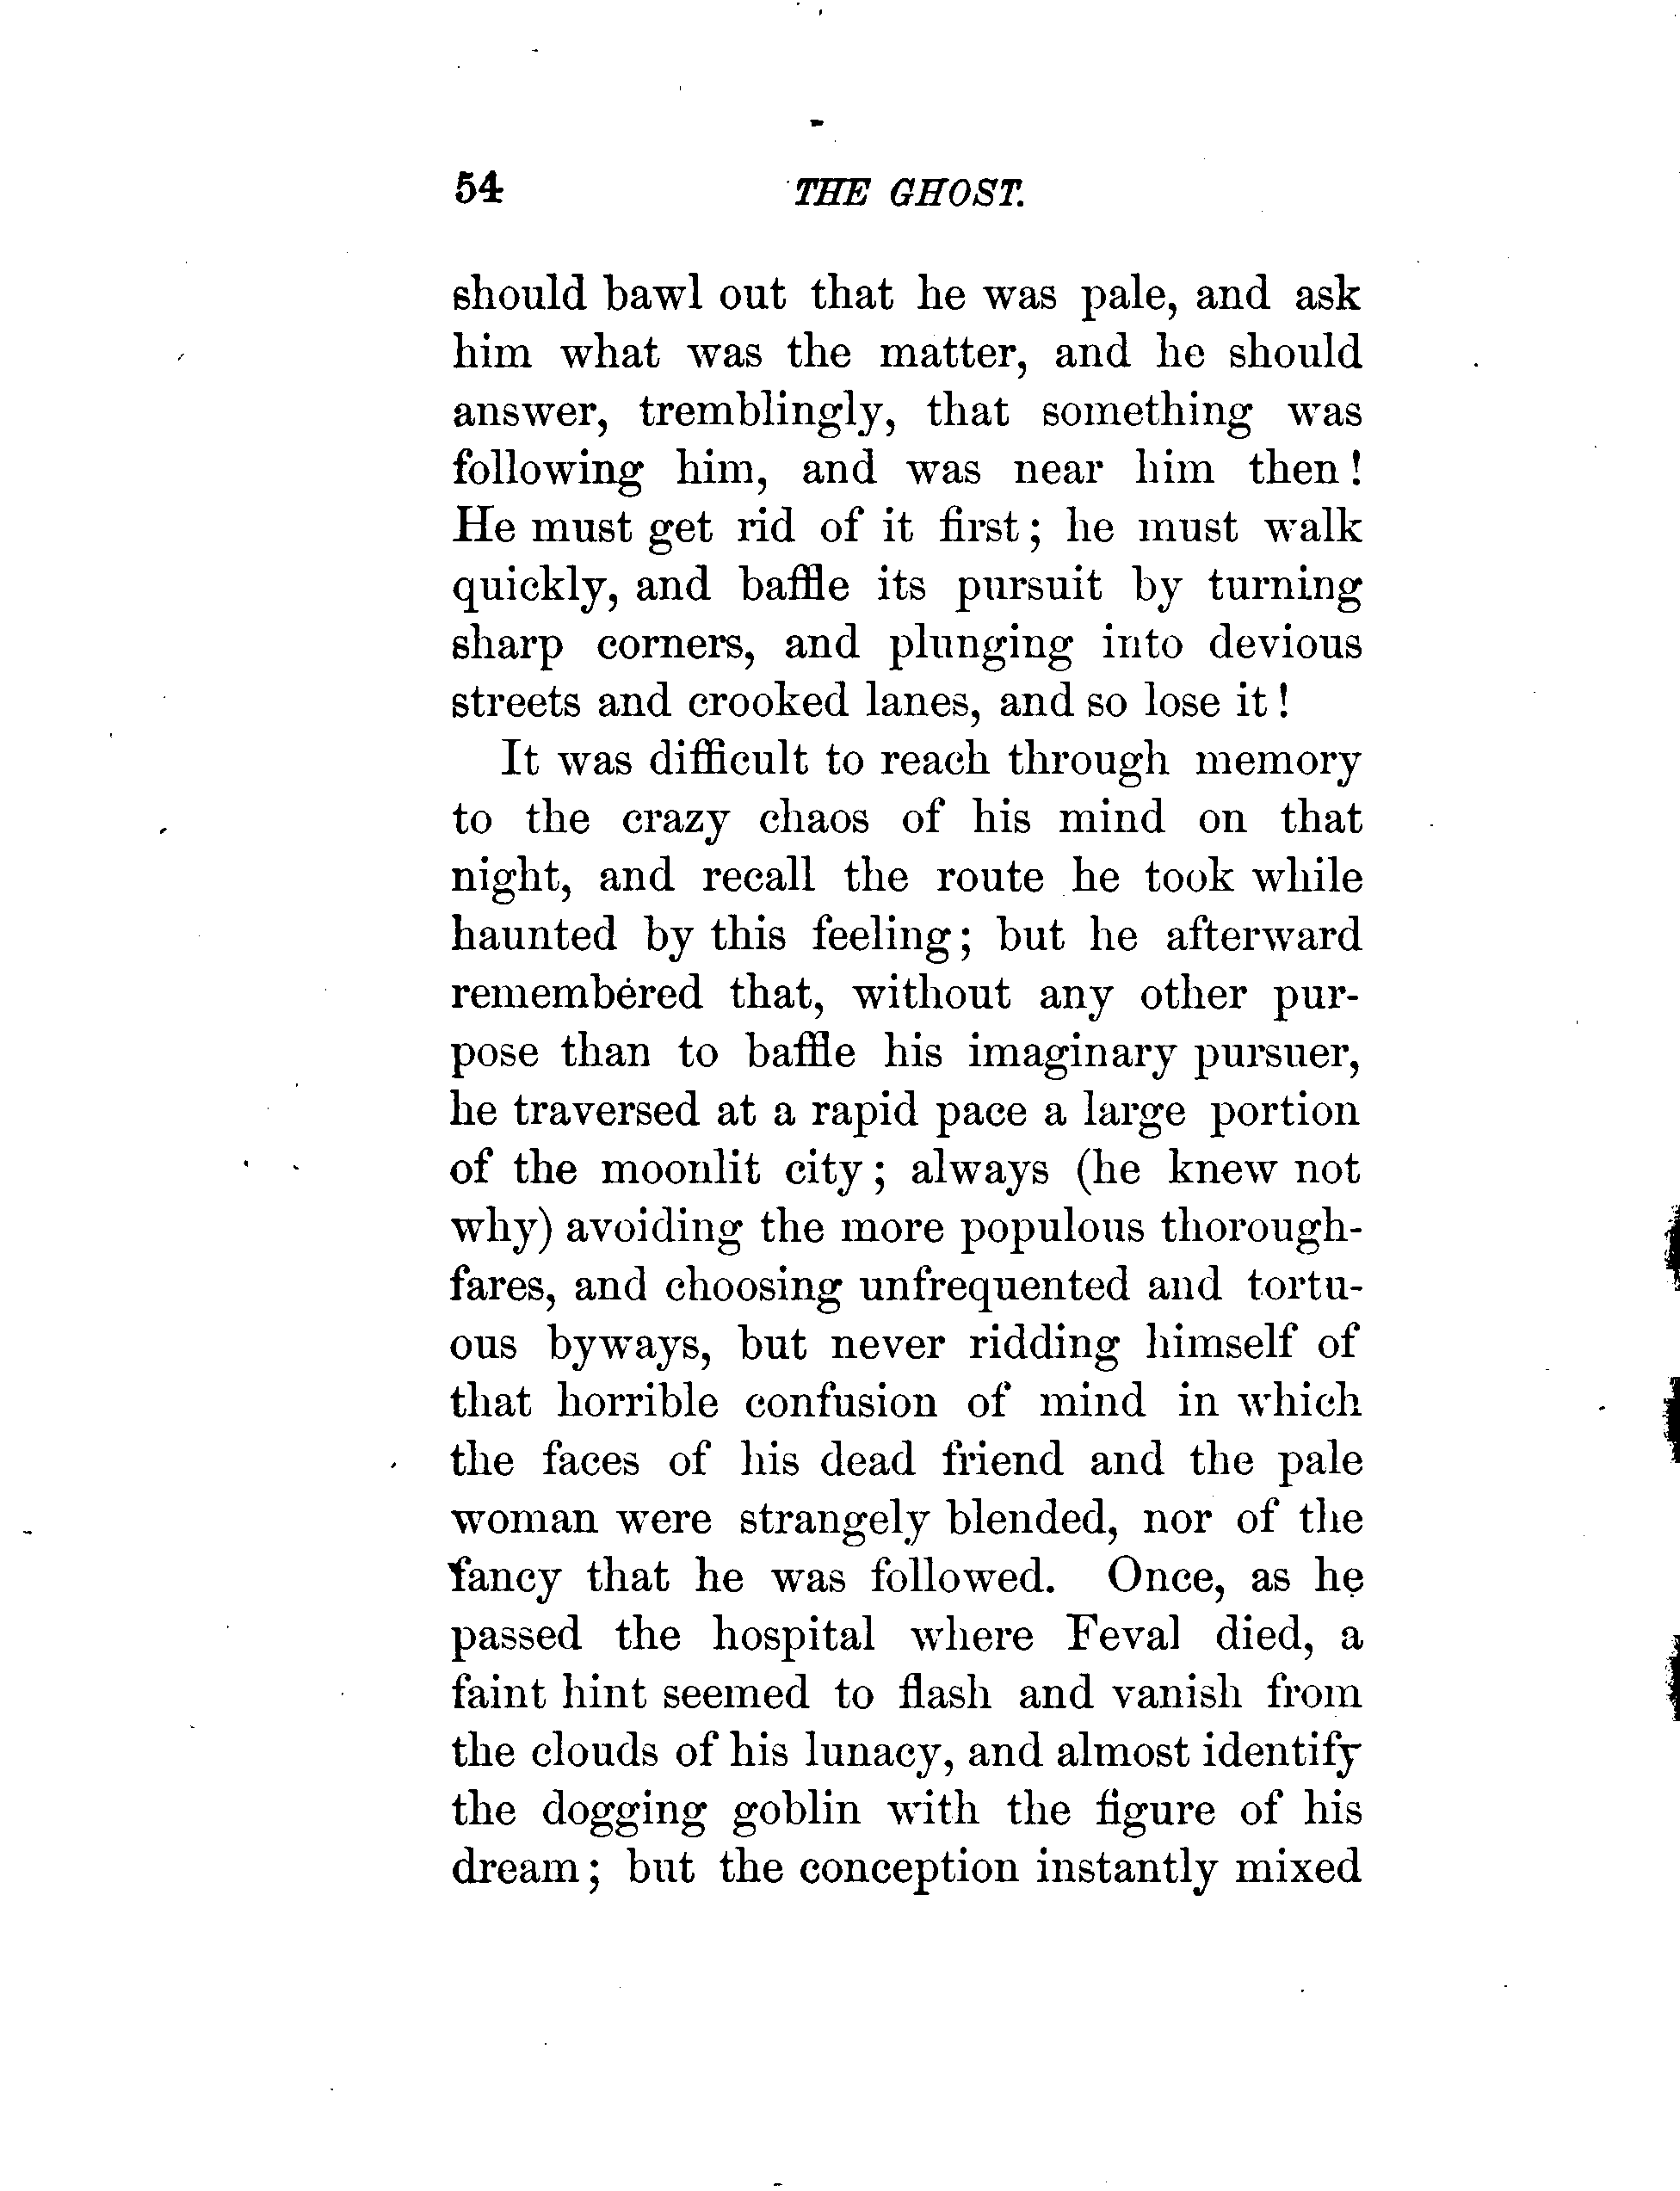 54 THE GHOST.
should bawl out that he was pale, and ask
him what was the matter, and he should
answer, tremblingly, that something was
following him, and was near him then!
He must get rid of it first; he must walk
quickly, and baffle its pursuit by turning
sharp corners, and plunging into devious
streets and crooked lanes, and so lose it!
It was difficult to reach through memory
to the crazy chaos of his mind on that
night, and recall the route he took while
haunted by this feeling; but he afterward
remembered that, without any other pur-
pose than to baffle his imaginary pursuer,
he traversed at a rapid pace a large portion
of the moonlit city; always (he knew not
why) avoiding the more populous thorough-
fares, and choosing unfrequented and tortu-
ous byways, but never ridding himself of
that horrible confusion of mind in which
the faces of his dead friend and the pale
woman were strangely blended, nor of the
fancy that he was followed. Once, as he
passed the hospital where Feval died, a
faint hint seemed to flash and vanish from
the clouds of his lunacy, and almost identify
the dogging goblin with the figure of his
dream; but the conception instantly mixed